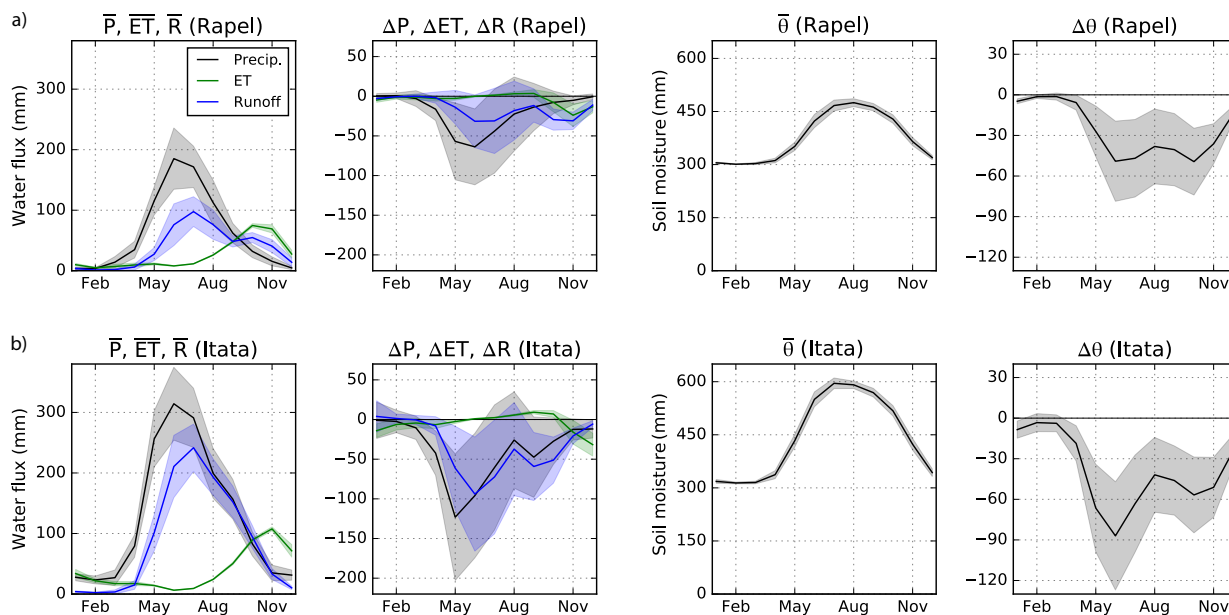 a)
P̅, E̅T̅, R̅ (Rapel)
ΔP, ΔET, ΔR (Rapel)
θ̅ (Rapel)
Δθ (Rapel)
Water flux (mm)
300
200
100
0
Precip.
ET
Runoff
Feb May Aug Nov
50
0
−50
−100
−150
−200
Feb May Aug Nov
Soil moisture (mm)
600
450
300
150
0
Feb May Aug Nov
30
0
−30
−60
−90
−120
Feb May Aug Nov
b)
P̅, E̅T̅, R̅ (Itata)
ΔP, ΔET, ΔR (Itata)
θ̅ (Itata)
Δθ (Itata)
Water flux (mm)
300
200
100
0
Feb May Aug Nov
50
0
−50
−100
−150
−200
Feb May Aug Nov
Soil moisture (mm)
600
450
300
150
0
Feb May Aug Nov
30
0
−30
−60
−90
−120
Feb May Aug Nov